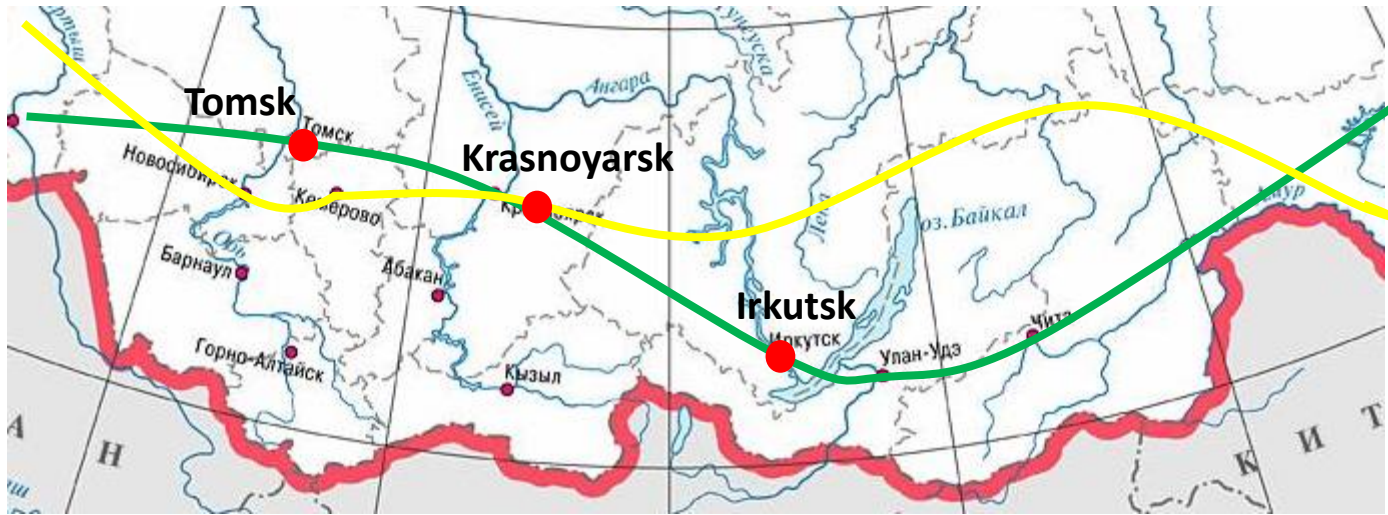 Tomsk
Томск
Енисей
Ангара
Krasnoyarsk
Новосибирск
Кемерово
Обь
Барнаул
Абакан
Лена
оз. Байкал
Irkutsk
Иркутск
Чита
Улан-Удэ
Горно-Алтайск
Кызыл
А
Н
К
И
Т